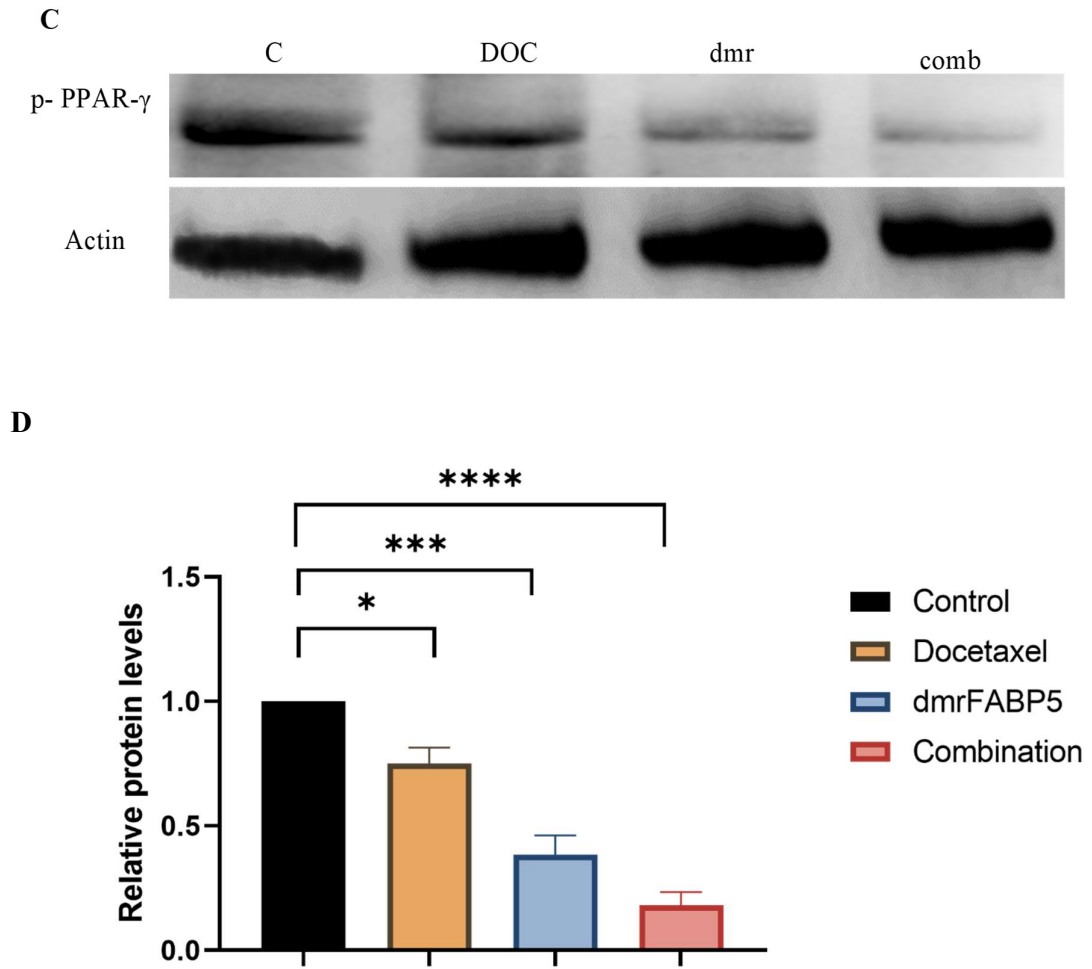 C
C DOC dmr comb
p- PPAR-γ
Actin
D
****
***
*
1.5
1.0
0.5
0.0
Relative protein levels
Control
Docetaxel
dmrFABP5
Combination